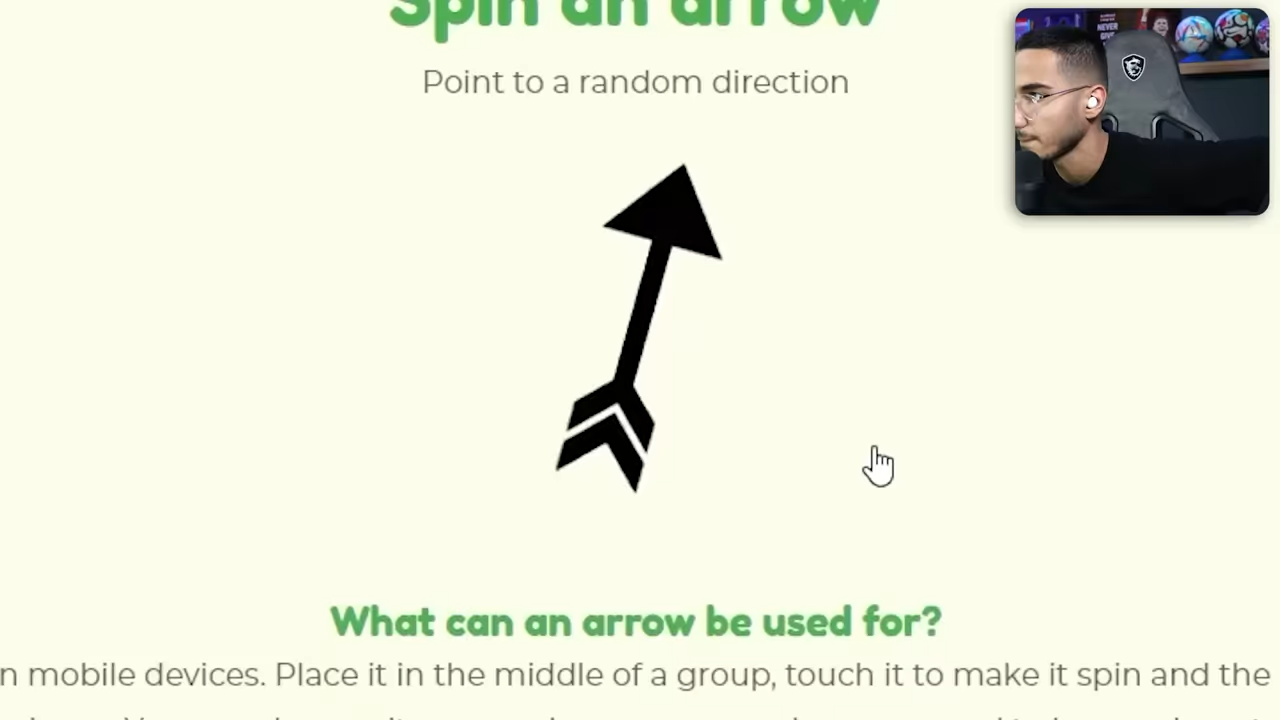 Spin an arrow
Point to a random direction
NEVER
What can an arrow be used for?
n mobile devices. Place it in the middle of a group, touch it to make it spin and the